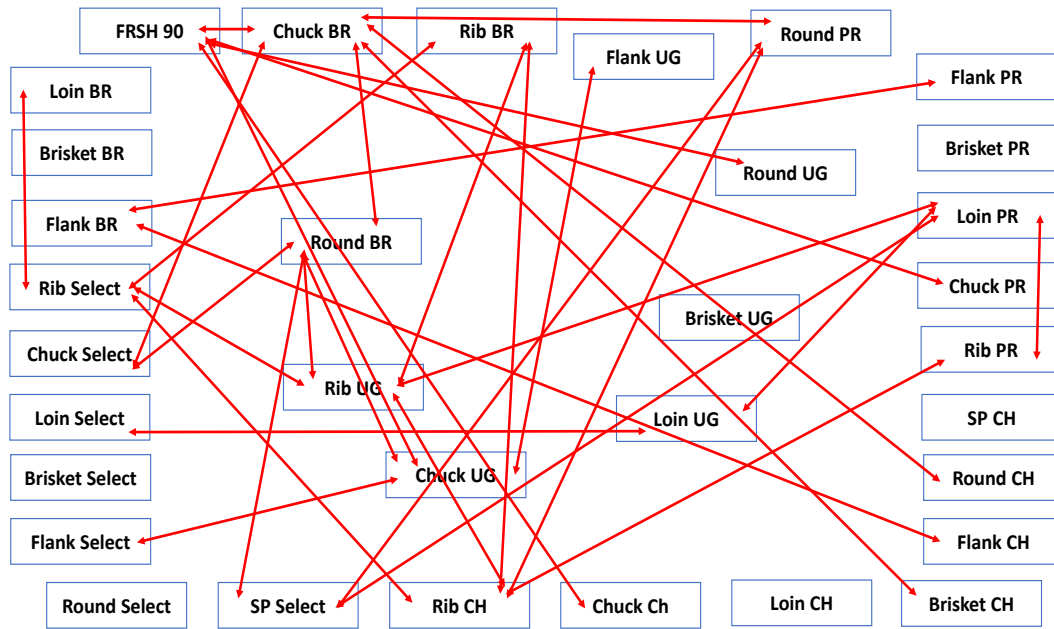 FRSH 90
Chuck BR
Rib BR
Round PR
Flank UG
Flank PR
Loin BR
Brisket BR
Brisket PR
Round UG
Flank BR
Loin PR
Round BR
Rib Select
Chuck PR
Brisket UG
Chuck Select
Rib PR
Rib UG
Loin Select
Loin UG
SP CH
Brisket Select
Chuck UG
Round CH
Flank Select
Flank CH
Round Select
SP Select
Rib CH
Chuck Ch
Loin CH
Brisket CH